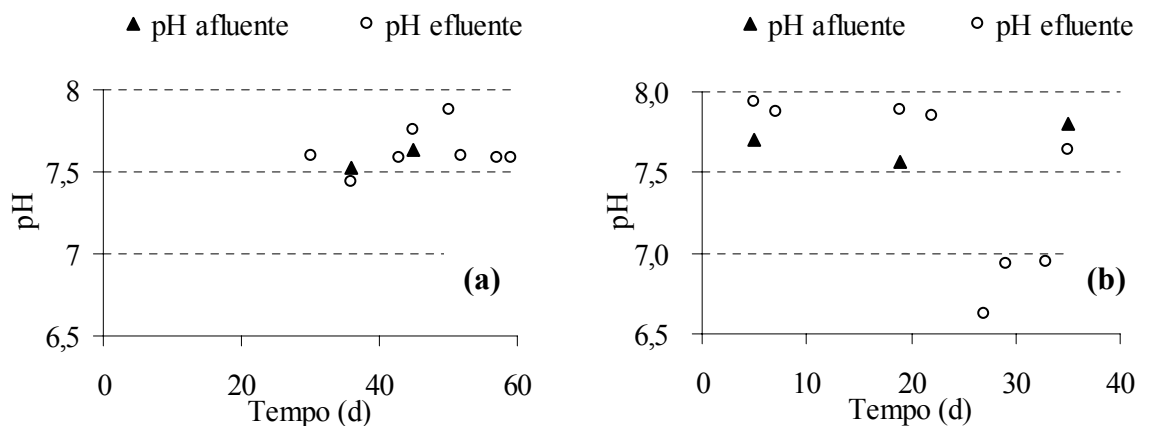 ▲ pH afluente ○ pH efluente
8
7,5
7
6,5
pH
(a)
0 20 40 60
Tempo (d)
▲ pH afluente ○ pH efluente
8,0
7,5
7,0
6,5
pH
(b)
0 10 20 30 40
Tempo (d)